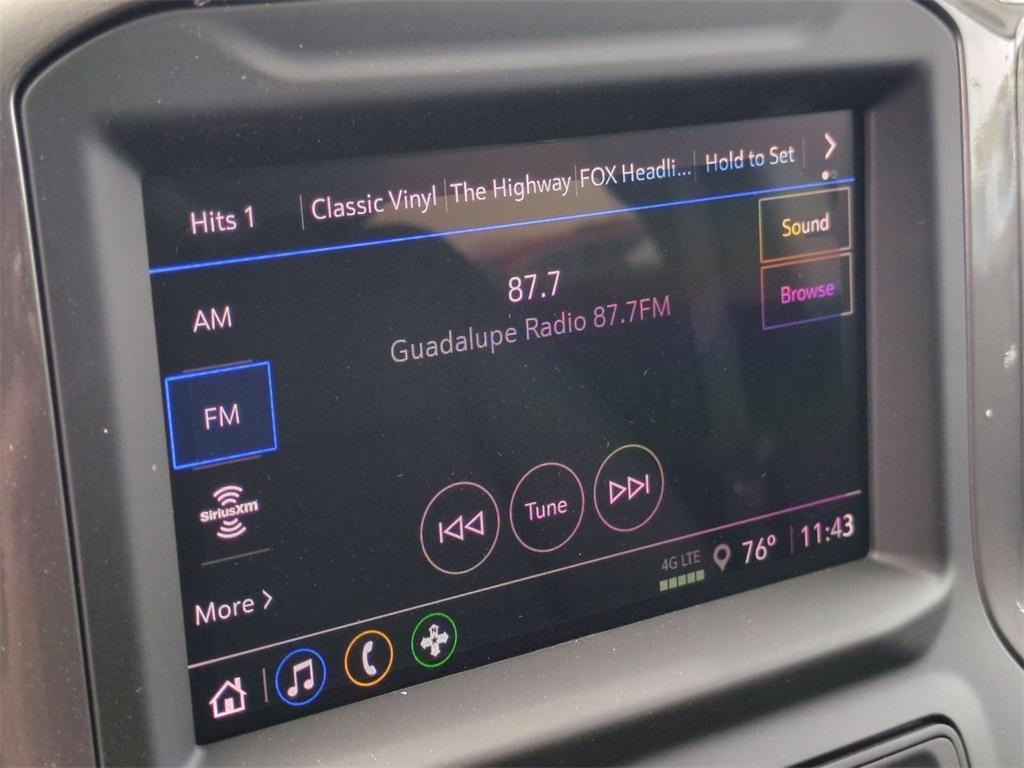 Hits 1
Classic Vinyl
The Highway
FOX Headli...
Hold to Set
Sound
Browse
AM
FM
SiriusXM
More
87.7
Guadalupe Radio 87.7FM
Tune
4G LTE
76º
11:43